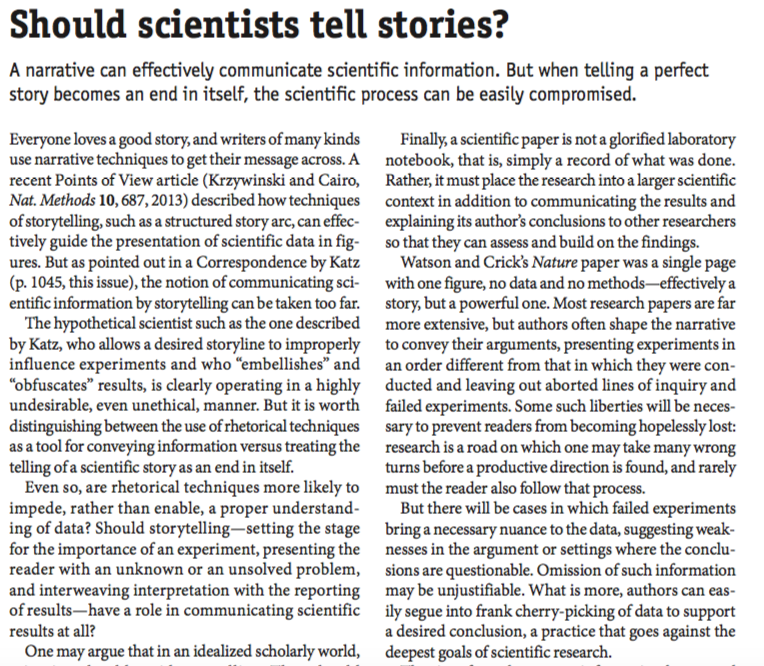 Should scientists tell stories?
A narrative can effectively communicate scientific information. But when telling a perfect
story becomes an end in itself, the scientific process can be easily compromised.
Everyone loves a good story, and writers of many kinds
use narrative techniques to get their message across. A
recent Points of View article (Krzywinski and Cairo,
Nat. Methods 10, 687, 2013) described how techniques
of storytelling, such as a structured story arc, can effec-
tively guide the presentation of scientific data in fig-
ures. But as pointed out in a Correspondence by Katz
(p. 1045, this issue), the notion of communicating sci-
entific information by storytelling can be taken too far.
The hypothetical scientist such as the one described
by Katz, who allows a desired storyline to improperly
influence experiments and who “embellishes” and
“obfuscates” results, is clearly operating in a highly
undesirable, even unethical, manner. But it is worth
distinguishing between the use of rhetorical techniques
as a tool for conveying information versus treating the
telling of a scientific story as an end in itself.
Even so, are rhetorical techniques more likely to
impede, rather than enable, a proper understand-
ing of data? Should storytelling—setting the stage
for the importance of an experiment, presenting the
reader with an unknown or an unsolved problem,
and interweaving interpretation with the reporting
of results—have a role in communicating scientific
results at all?
One may argue that in an idealized scholarly world,
Finally, a scientific paper is not a glorified laboratory
notebook, that is, simply a record of what was done.
Rather, it must place the research into a larger scientific
context in addition to communicating the results and
explaining its author’s conclusions to other researchers
so that they can assess and build on the findings.
Watson and Crick’s Nature paper was a single page
with one figure, no data and no methods—effectively a
story, but a powerful one. Most research papers are far
more extensive, but authors often shape the narrative
to convey their arguments, presenting experiments in
an order different from that in which they were con-
ducted and leaving out aborted lines of inquiry and
failed experiments. Some such liberties will be neces-
sary to prevent readers from becoming hopelessly lost:
research is a road on which one may take many wrong
turns before a productive direction is found, and rarely
must the reader also follow that process.
But there will be cases in which failed experiments
bring a necessary nuance to the data, suggesting weak-
nesses in the argument or settings where the conclu-
sions are questionable. Omission of such information
may be unjustifiable. What is more, authors can eas-
ily segue into frank cherry-picking of data to support
a desired conclusion, a practice that goes against the
deepest goals of scientific research.